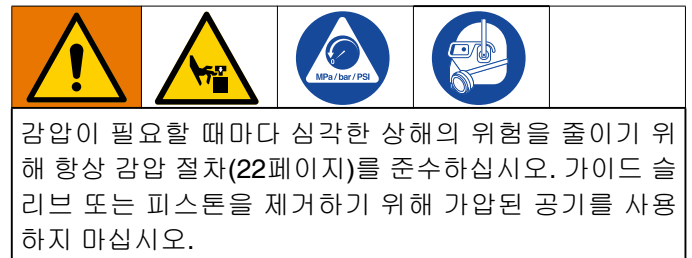 MPa / bar / PSI
감압이 필요할 때마다 심각한 상해의 위험을 줄이기 위
해 항상 감압 절차(22페이지)를 준수하십시오. 가이드 슬
리브 또는 피스톤을 제거하기 위해 가압된 공기를 사용
하지 마십시오.